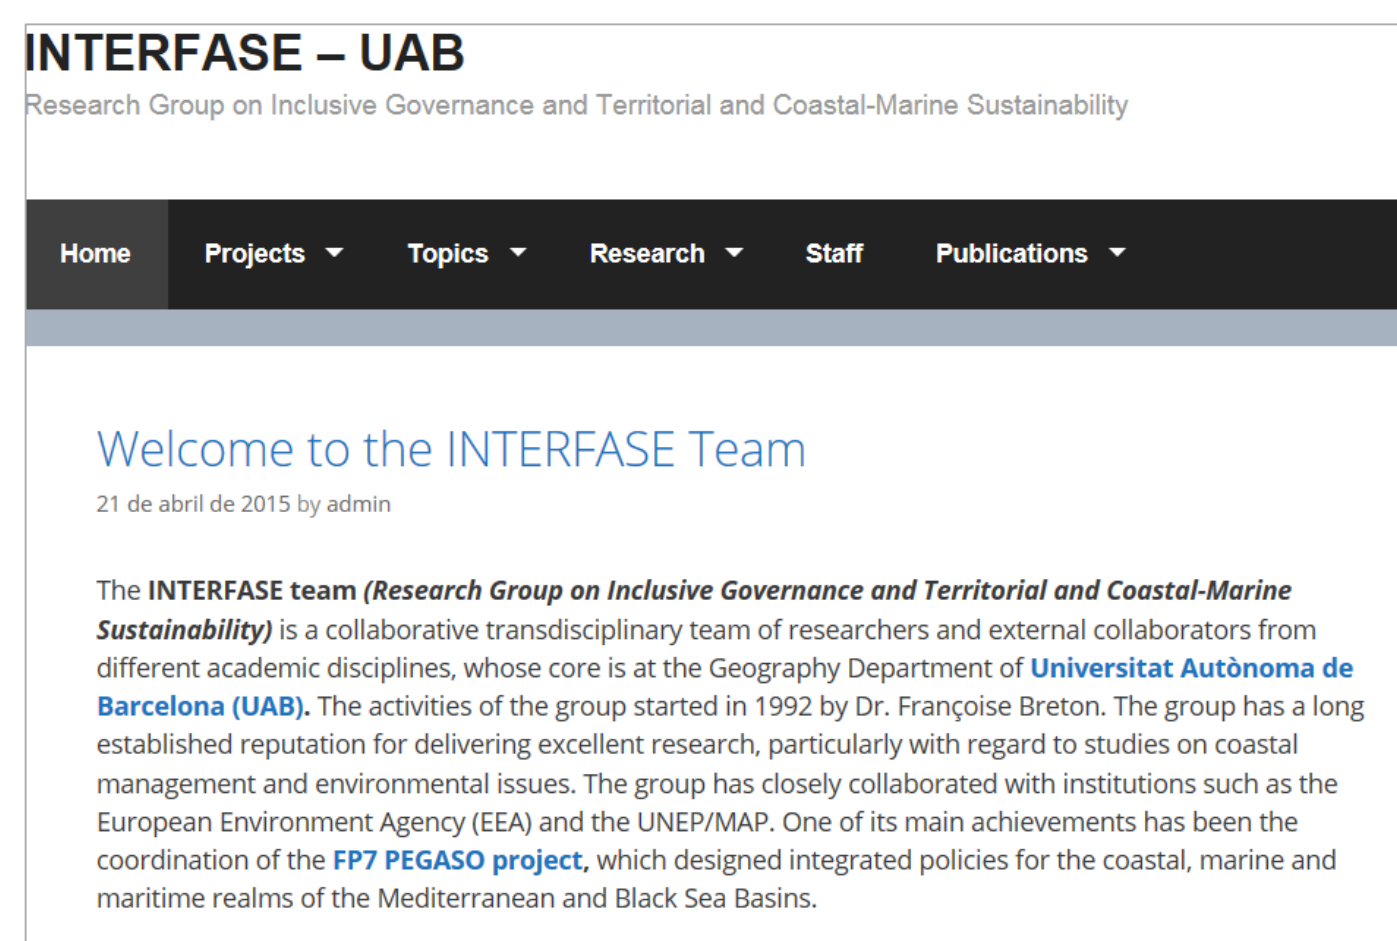 INTERFASE – UAB
Research Group on Inclusive Governance and Territorial and Coastal-Marine Sustainability
Home Projects Topics Research Staff Publications
Welcome to the INTERFASE Team
21 de abril de 2015 by admin
The INTERFASE team (Research Group on Inclusive Governance and Territorial and Coastal-Marine
Sustainability) is a collaborative transdisciplinary team of researchers and external collaborators from
different academic disciplines, whose core is at the Geography Department of Universitat Autònoma de
Barcelona (UAB). The activities of the group started in 1992 by Dr. Françoise Breton. The group has a long
established reputation for delivering excellent research, particularly with regard to studies on coastal
management and environmental issues. The group has closely collaborated with institutions such as the
European Environment Agency (EEA) and the UNEP/MAP. One of its main achievements has been the
coordination of the FP7 PEGASO project, which designed integrated policies for the coastal, marine and
maritime realms of the Mediterranean and Black Sea Basins.